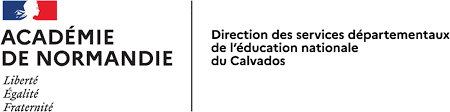 ACADÉMIE
DE NORMANDIE
Liberté
Égalité
Fraternité
Direction des services départementaux
de l'éducation nationale
du Calvados